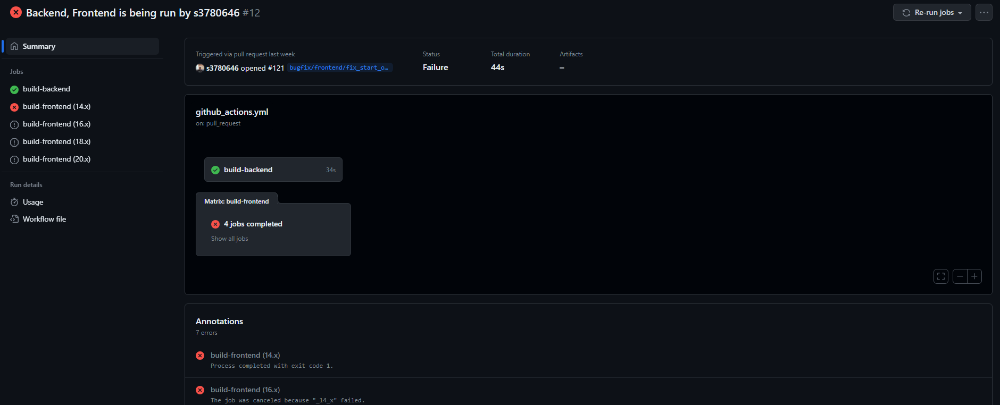 Backend, Frontend is being run by s3780646 #12
Re-run jobs
Summary
Jobs
build-backend
build-frontend (14.x)
build-frontend (16.x)
build-frontend (18.x)
build-frontend (20.x)
Run details
Usage
Workflow file
Triggered via pull request last week
s3780646 opened #121 bugfix/frontend/fix_start_o…
Status
Failure
Total duration
44s
Artifacts
–
github_actions.yml
on: pull_request
build-backend 34s
Matrix: build-frontend
4 jobs completed
Show all jobs
Annotations
7 errors
build-frontend (14.x)
Process completed with exit code 1.
build-frontend (16.x)
The job was canceled because "_14_x" failed.